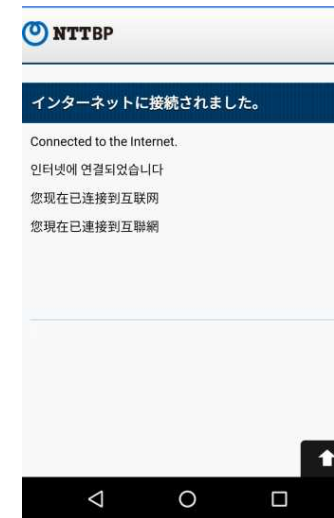 NTTBP
インターネットに接続されました。
Connected to the Internet.
인터넷에 연결되었습니다
您现在已连接到互联网
您現在已連接到互聯網